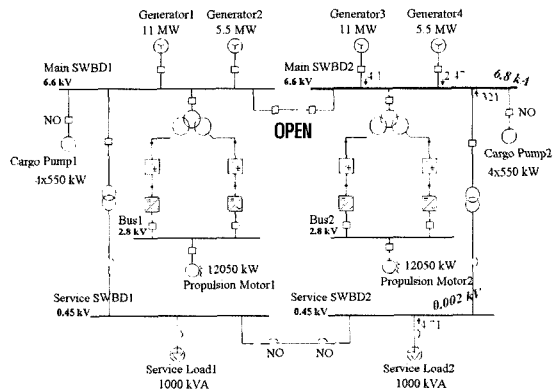 Generator1
11 MW
Generator2
5.5 MW
Generator3
11 MW
Generator4
5.5 MW
Main SWBD1
6.6 kV
Main SWBD2
6.6 kV
6.8 kA
NO
OPEN
NO
Cargo Pump1
4x550 kW
Cargo Pump2
4x550 kW
Bus1
2.8 kV
Bus2
2.8 kV
12050 kW
Propulsion Motor1
12050 kW
Propulsion Motor2
Service SWBD1
0.45 kV
Service SWBD2
0.45 kV
0.002 kV
NO
NO
Service Load1
1000 kVA
Service Load2
1000 kVA